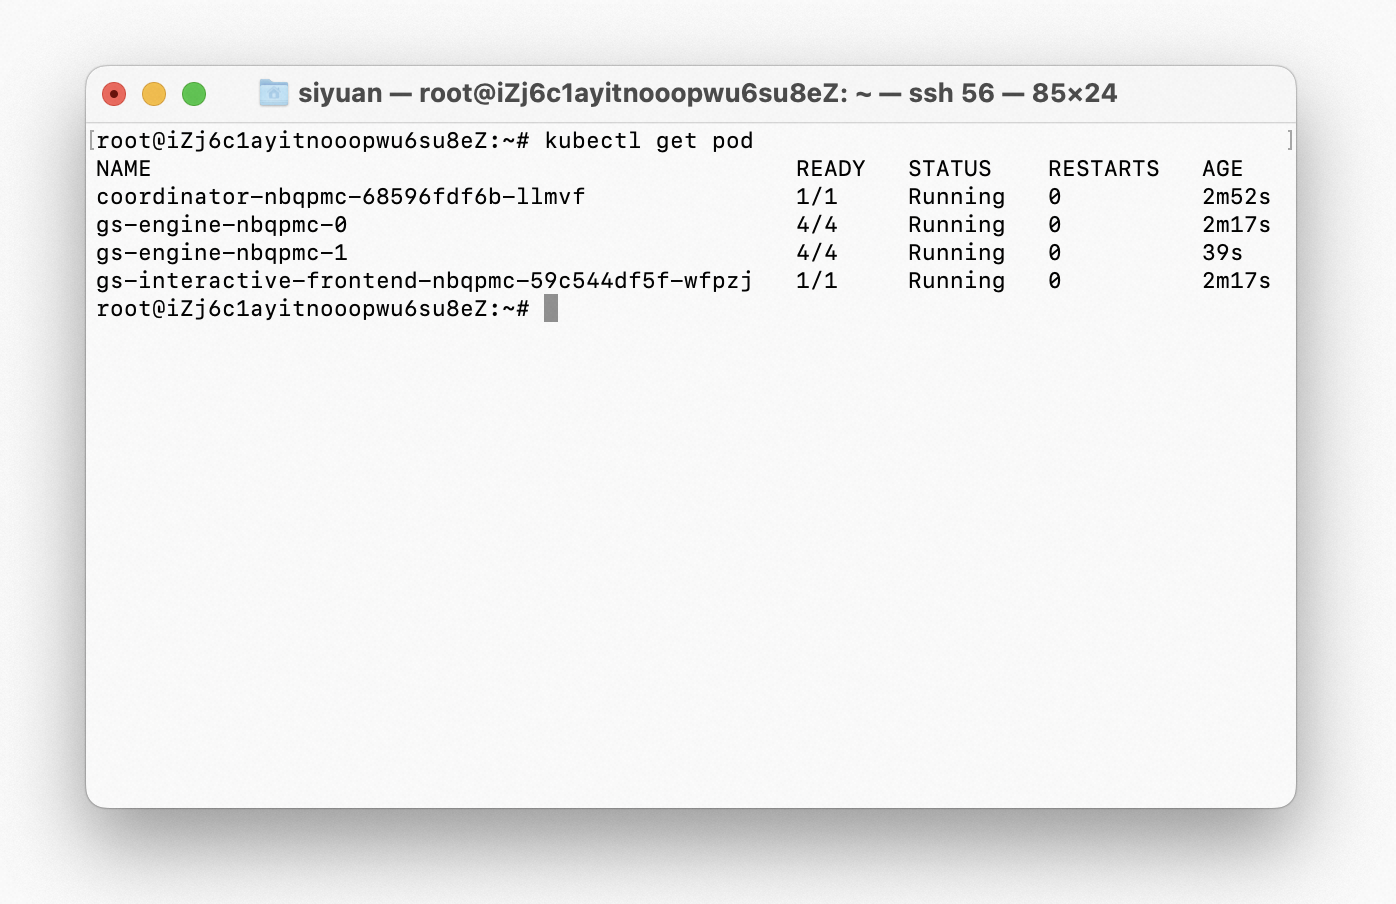 siyuan — root@iZj6c1ayitnooopwu6su8eZ: ~ — ssh 56 — 85×24
[root@iZj6c1ayitnooopwu6su8eZ:~# kubectl get pod ]
NAME READY STATUS RESTARTS AGE
coordinator-nbqpmc-68596fdf6b-llmvf 1/1 Running 0 2m52s
gs-engine-nbqpmc-0 4/4 Running 0 2m17s
gs-engine-nbqpmc-1 4/4 Running 0 39s
gs-interactive-frontend-nbqpmc-59c544df5f-wfpzj 1/1 Running 0 2m17s
root@iZj6c1ayitnooopwu6su8eZ:~#